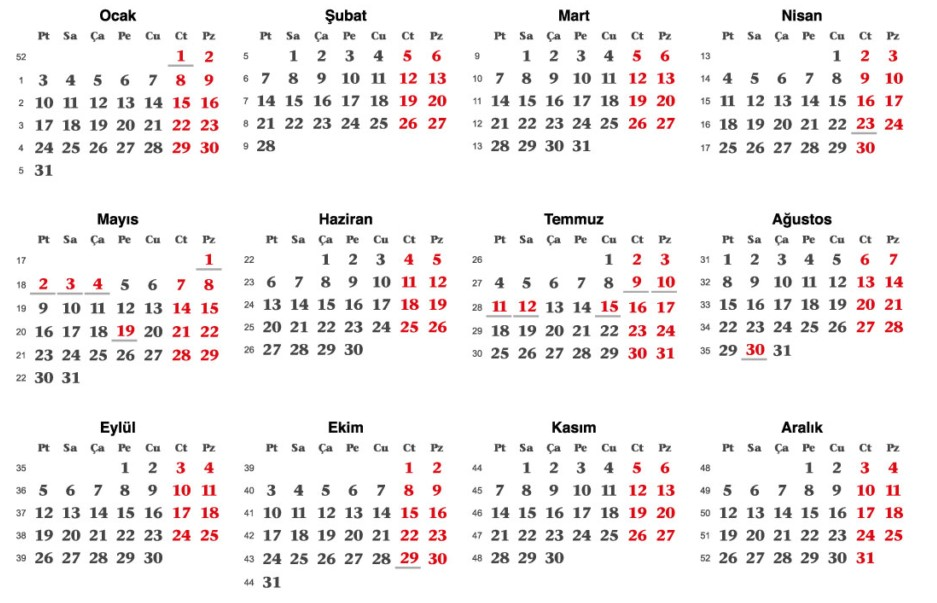 Ocak
Pt Sa Ça Pe Cu Ct Pz
52 1 2
1 3 4 5 6 7 8 9
2 10 11 12 13 14 15 16
3 17 18 19 20 21 22 23
4 24 25 26 27 28 29 30
5 31
Şubat
Pt Sa Ça Pe Cu Ct Pz
5 1 2 3 4 5 6
6 7 8 9 10 11 12 13
7 14 15 16 17 18 19 20
8 21 22 23 24 25 26 27
9 28
Mart
Pt Sa Ça Pe Cu Ct Pz
9 1 2 3 4 5 6
10 7 8 9 10 11 12 13
11 14 15 16 17 18 19 20
12 21 22 23 24 25 26 27
13 28 29 30 31
Nisan
Pt Sa Ça Pe Cu Ct Pz
13 1 2 3
14 4 5 6 7 8 9 10
15 11 12 13 14 15 16 17
16 18 19 20 21 22 23 24
17 25 26 27 28 29 30
Mayıs
Pt Sa Ça Pe Cu Ct Pz
17 1
18 2 3 4 5 6 7 8
19 9 10 11 12 13 14 15
20 16 17 18 19 20 21 22
21 23 24 25 26 27 28 29
22 30 31
Haziran
Pt Sa Ça Pe Cu Ct Pz
22 1 2 3 4 5
23 6 7 8 9 10 11 12
24 13 14 15 16 17 18 19
25 20 21 22 23 24 25 26
26 27 28 29 30
Temmuz
Pt Sa Ça Pe Cu Ct Pz
26 1 2 3
27 4 5 6 7 8 9 10
28 11 12 13 14 15 16 17
29 18 19 20 21 22 23 24
30 25 26 27 28 29 30 31
Ağustos
Pt Sa Ça Pe Cu Ct Pz
31 1 2 3 4 5 6 7
32 8 9 10 11 12 13 14
33 15 16 17 18 19 20 21
34 22 23 24 25 26 27 28
35 29 30 31
Eylül
Pt Sa Ça Pe Cu Ct Pz
35 1 2 3 4
36 5 6 7 8 9 10 11
37 12 13 14 15 16 17 18
38 19 20 21 22 23 24 25
39 26 27 28 29 30
Ekim
Pt Sa Ça Pe Cu Ct Pz
39 1 2
40 3 4 5 6 7 8 9
41 10 11 12 13 14 15 16
42 17 18 19 20 21 22 23
43 24 25 26 27 28 29 30
44 31
Kasım
Pt Sa Ça Pe Cu Ct Pz
44 1 2 3 4 5 6
45 7 8 9 10 11 12 13
46 14 15 16 17 18 19 20
47 21 22 23 24 25 26 27
48 28 29 30
Aralık
Pt Sa Ça Pe Cu Ct Pz
48 1 2 3 4
49 5 6 7 8 9 10 11
50 12 13 14 15 16 17 18
51 19 20 21 22 23 24 25
52 26 27 28 29 30 31